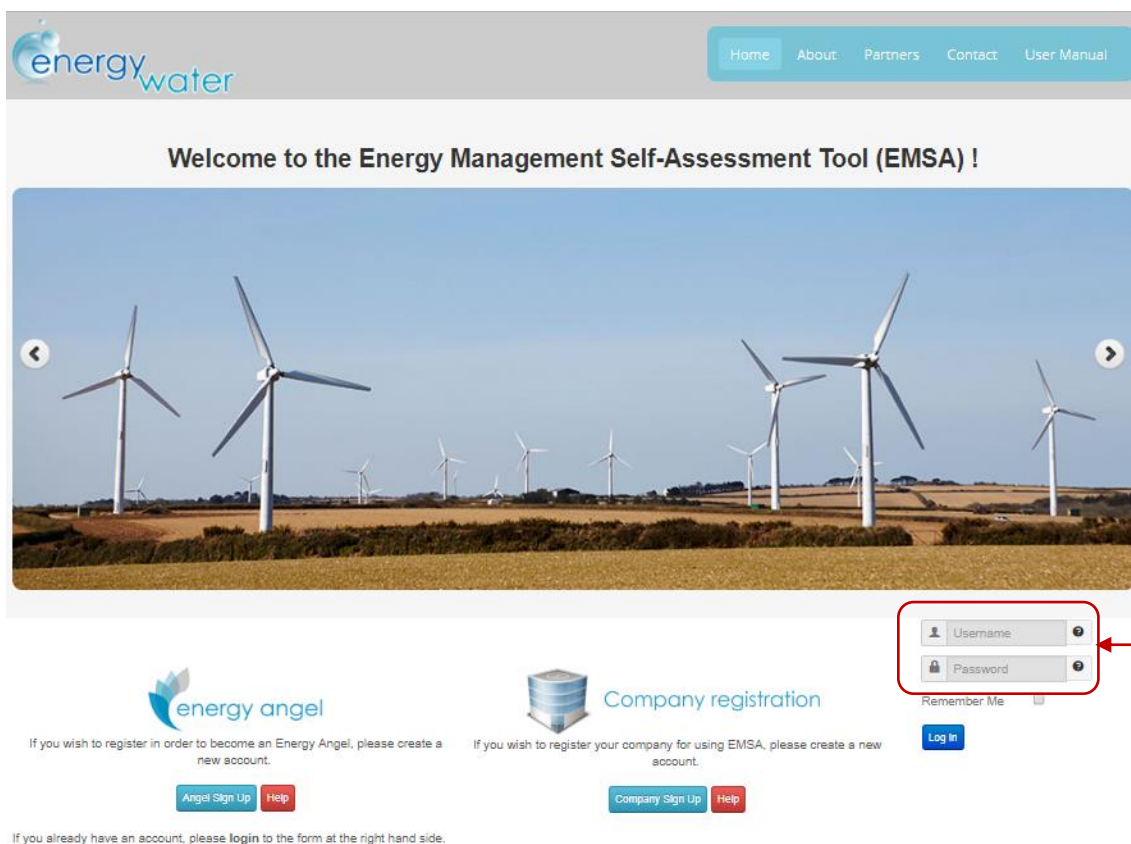 energy water
Home About Partners Contact User Manual
Welcome to the Energy Management Self-Assessment Tool (EMSA) !
Username
Password
Remember Me
Log In
energy angel
If you wish to register in order to become an Energy Angel, please create a
new account.
Angel Sign Up Help
Company registration
If you wish to register your company for using EMSA, please create a new
account.
Company Sign Up Help
If you already have an account, please login to the form at the right hand side.